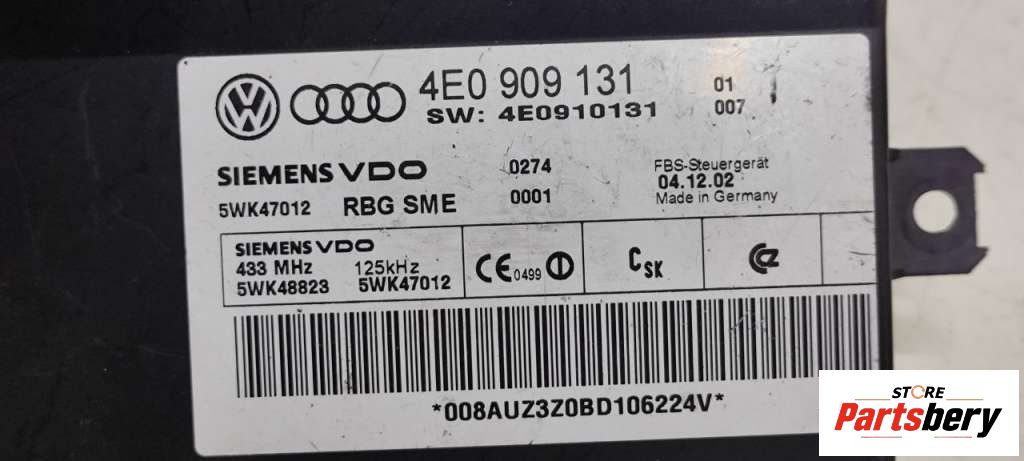 4E0 909 131 01
SW: 4E0910131 007
SIEMENS VDO 0274 FBS-Steuergerät
04.12.02
5WK47012 RBG SME 0001 Made in Germany
SIEMENS VDO
433 MHz 125kHz
5WK48823 5WK47012
CE 0499
CSK
*008AUZ3Z0BD106224V*
STORE
Partsbery